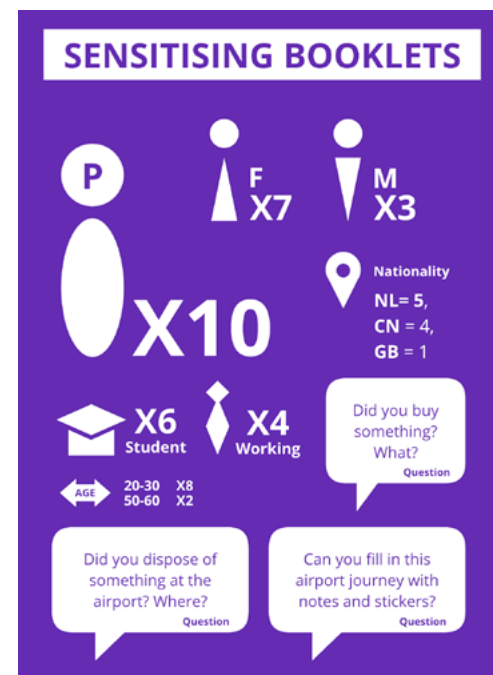 SENSITISING BOOKLETS
P
X10
F
X7
M
X3
Nationality
NL= 5,
CN = 4,
GB = 1
X6
Student
X4
Working
AGE
20-30 X8
50-60 X2
Did you buy
something?
What?
Question
Did you dispose of
something at the
airport? Where?
Question
Can you fill in this
airport journey with
notes and stickers?
Question